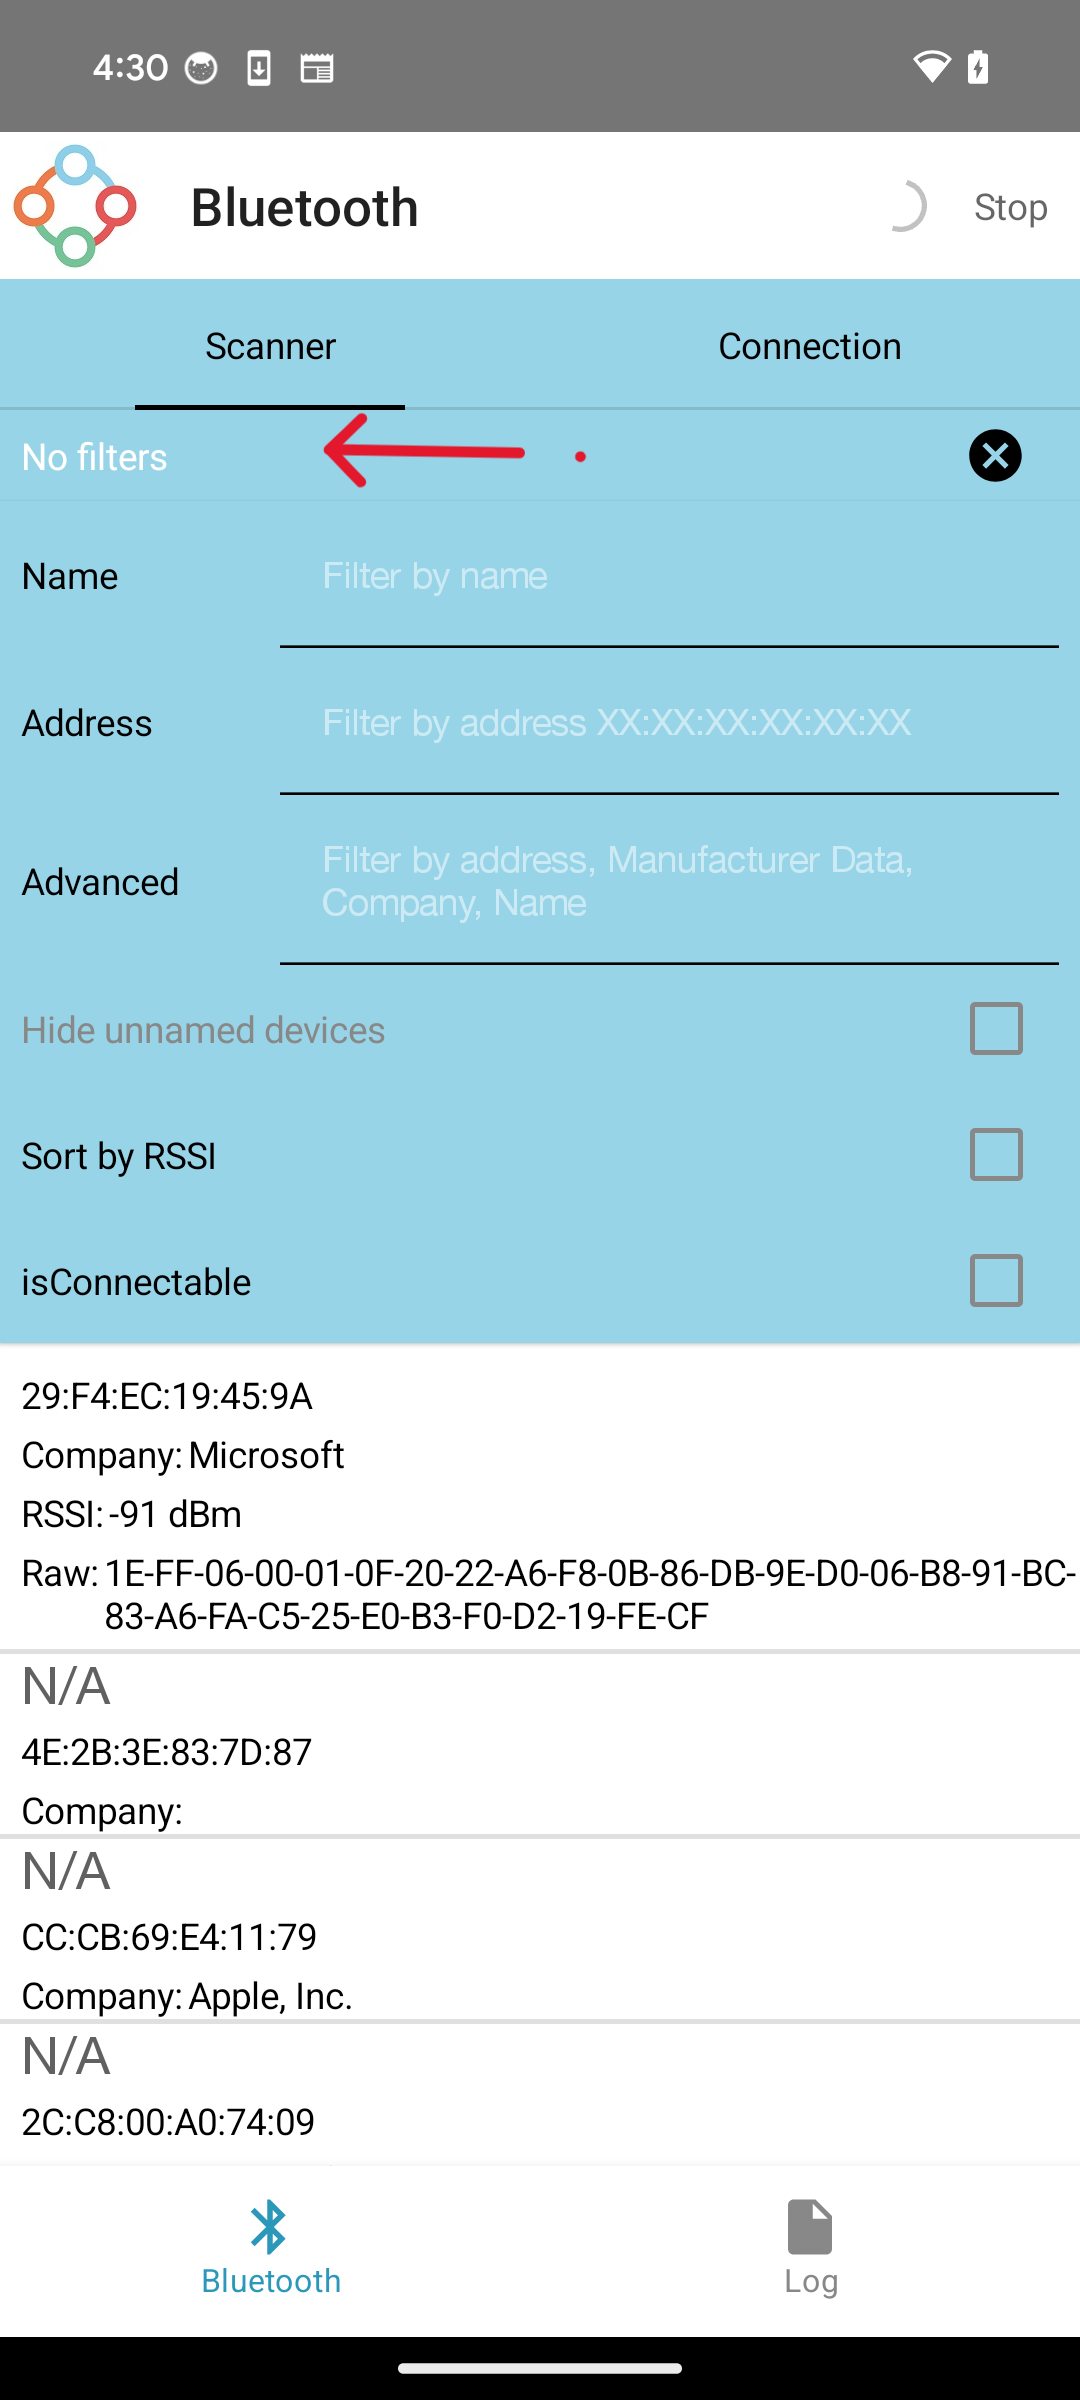 4:30
Bluetooth
Stop
Scanner
Connection
No filters
Name
Filter by name
Address
Filter by address XX:XX:XX:XX:XX:XX
Advanced
Filter by address, Manufacturer Data,
Company, Name
Hide unnamed devices
Sort by RSSI
isConnectable
29:F4:EC:19:45:9A
Company: Microsoft
RSSI: -91 dBm
Raw: 1E-FF-06-00-01-0F-20-22-A6-F8-0B-86-DB-9E-D0-06-B8-91-BC-
83-A6-FA-C5-25-E0-B3-F0-D2-19-FE-CF
N/A
4E:2B:3E:83:7D:87
Company:
N/A
CC:CB:69:E4:11:79
Company: Apple, Inc.
N/A
2C:C8:00:A0:74:09
Bluetooth
Log